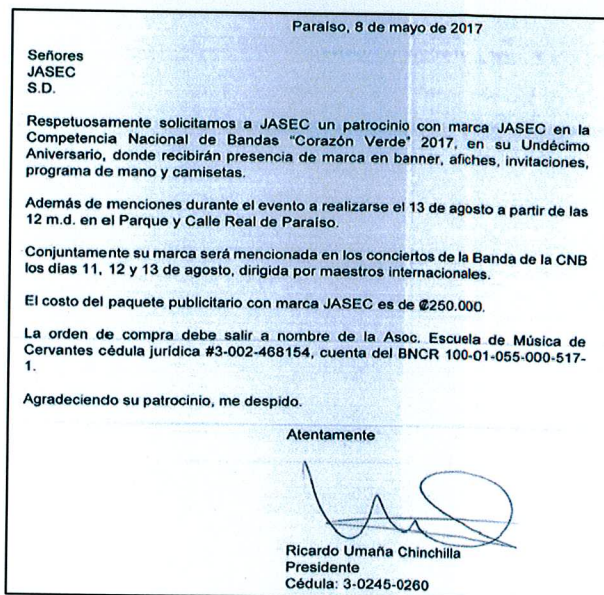 Paraíso, 8 de mayo de 2017
Señores
JASEC
S.D.
Respetuosamente solicitamos a JASEC un patrocinio con marca JASEC en la
Competencia Nacional de Bandas "Corazón Verde" 2017, en su Undécimo
Aniversario, donde recibirán presencia de marca en banner, afiches, invitaciones,
programa de mano y camisetas.
Además de menciones durante el evento a realizarse el 13 de agosto a partir de las
12 m.d. en el Parque y Calle Real de Paraíso.
Conjuntamente su marca será mencionada en los conciertos de la Banda de la CNB
los días 11, 12 y 13 de agosto, dirigida por maestros internacionales.
El costo del paquete publicitario con marca JASEC es de ₡250.000.
La orden de compra debe salir a nombre de la Asoc. Escuela de Música de
Cervantes cédula jurídica #3-002-468154, cuenta del BNCR 100-01-055-000-517-
1.
Agradeciendo su patrocinio, me despido.
Atentamente
Ricardo Umaña Chinchilla
Presidente
Cédula: 3-0245-0260